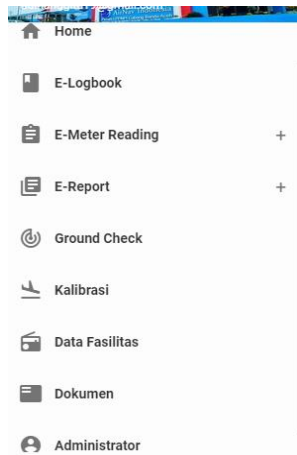 Home
E-Logbook
E-Meter Reading +
E-Report +
Ground Check
Kalibrasi
Data Fasilitas
Dokumen
Administrator